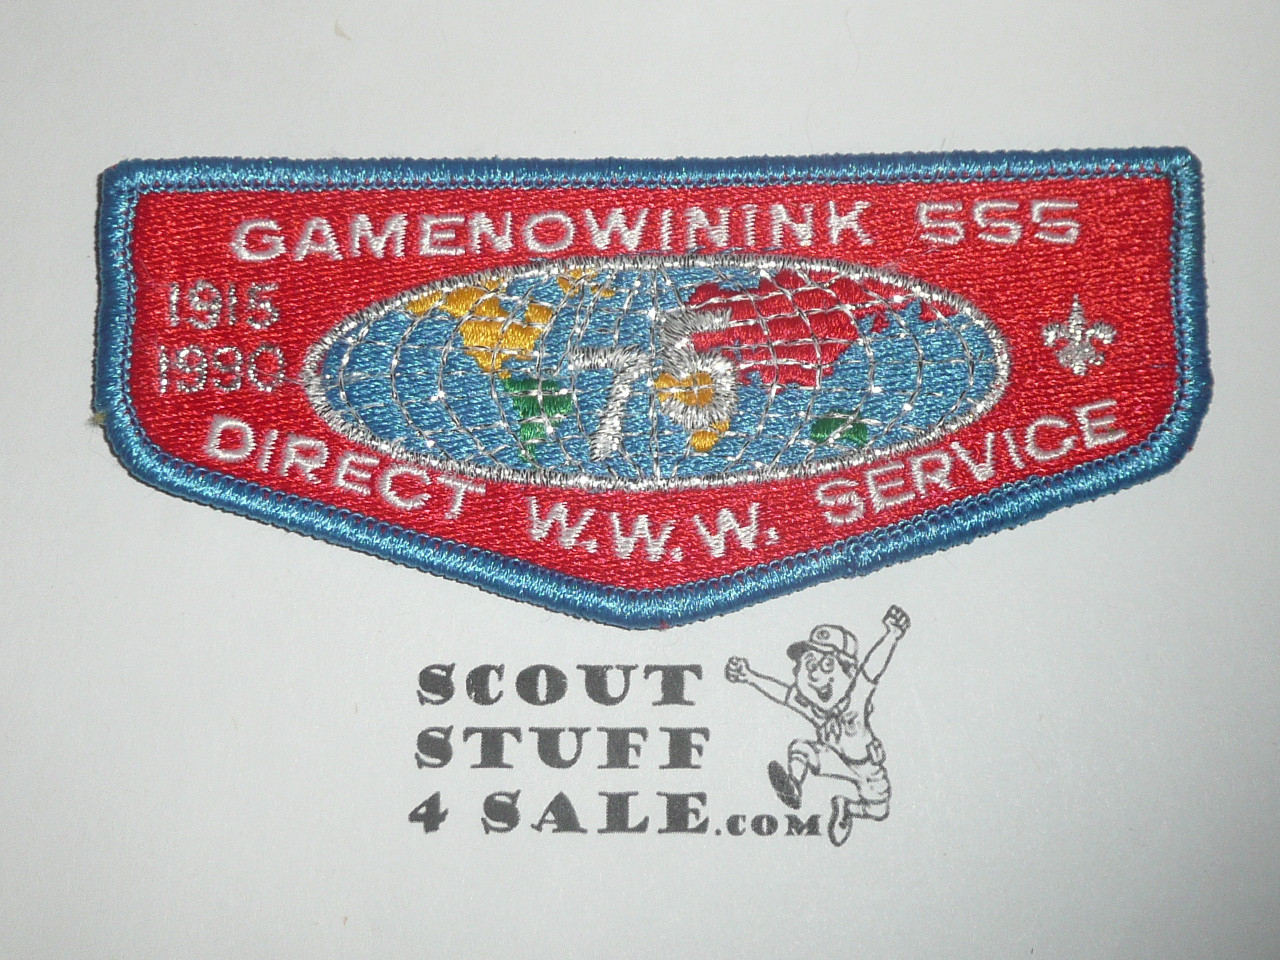 GAMENOWININK 555
1915
1990
75
DIRECT W.W.W. SERVICE
SCOUT
STUFF
4 SALE.COM